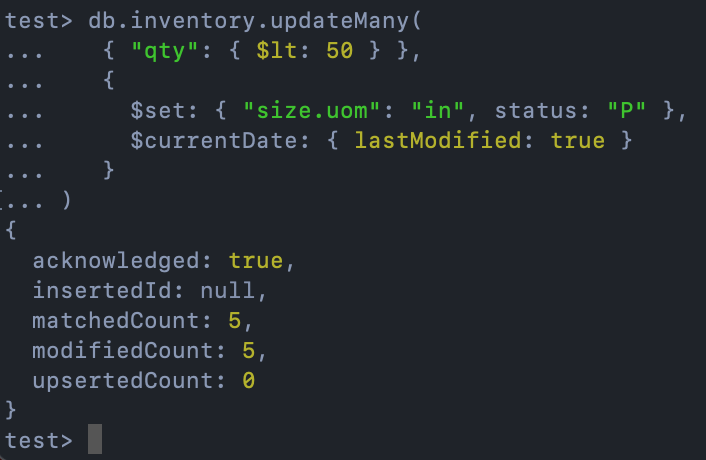 test> db.inventory.updateMany(
...    { "qty": { $lt: 50 } },
...    {
...      $set: { "size.uom": "in", status: "P" },
...      $currentDate: { lastModified: true }
...    }
[... )
{
  acknowledged: true,
  insertedId: null,
  matchedCount: 5,
  modifiedCount: 5,
  upsertedCount: 0
}
test>